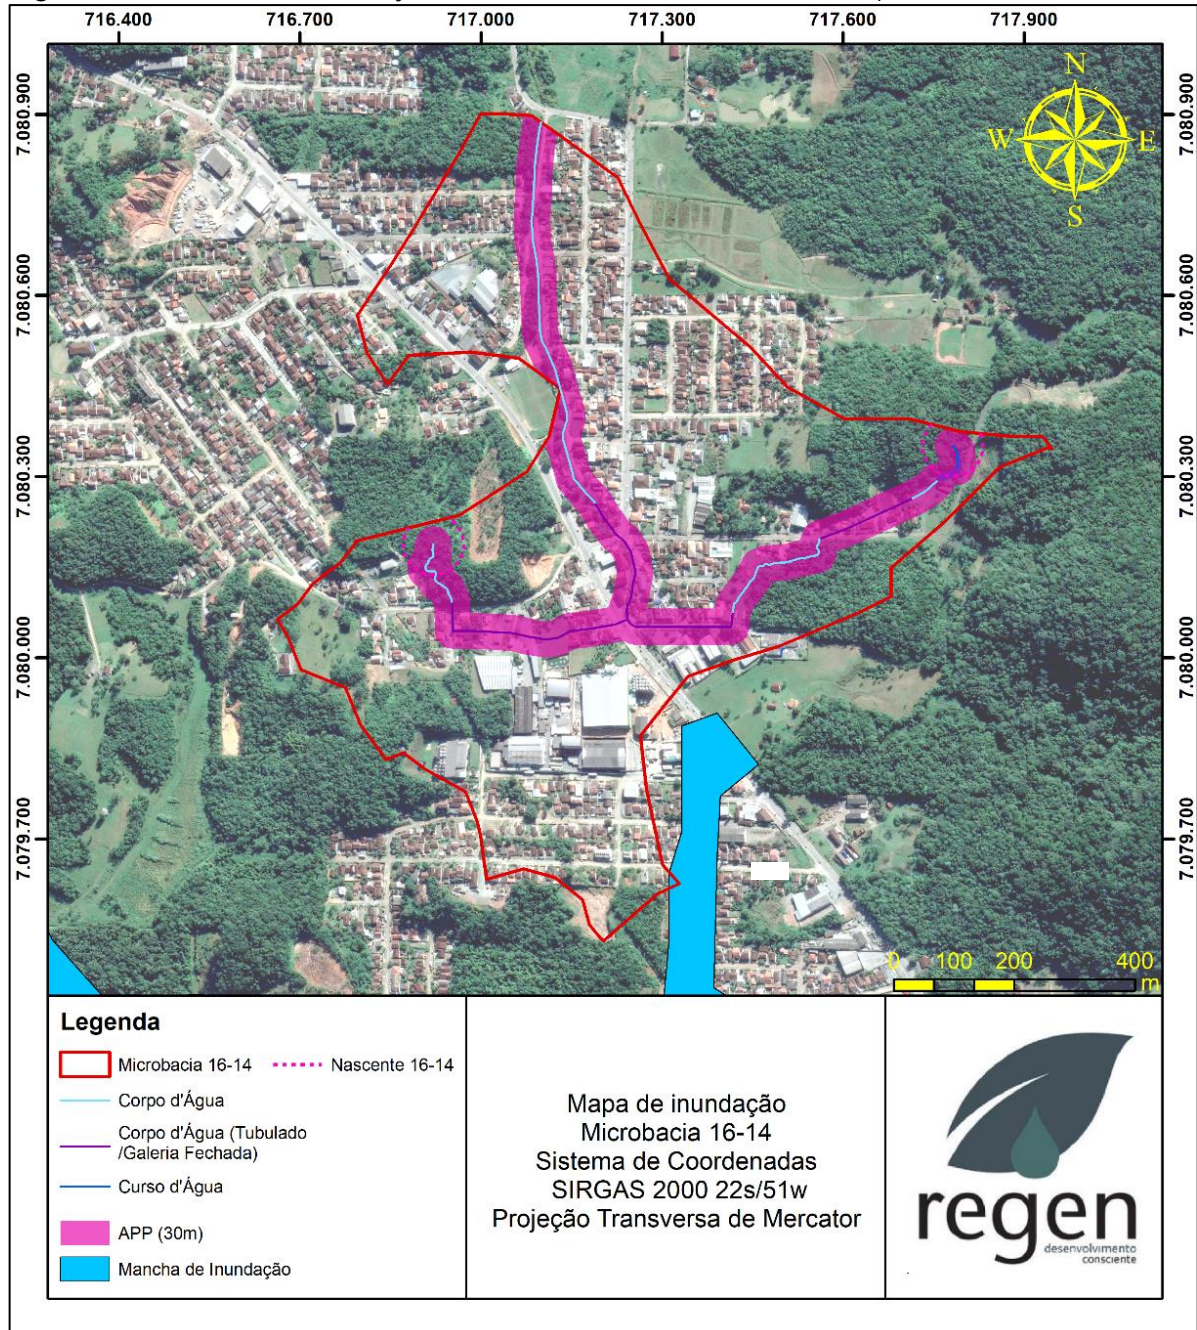 716.400 716.700 717.000 717.300 717.600 717.900
7.080.900
7.080.600
7.080.300
7.080.000
7.079.700
7.080.900
7.080.600
7.080.300
7.080.000
7.079.700
N
W E
S
0 100 200 400
m
Legenda
Microbacia 16-14 Nascente 16-14
Corpo d'Água
Corpo d'Água (Tubulado
/Galeria Fechada)
Curso d'Água
APP (30m)
Mancha de Inundação
Mapa de inundação
Microbacia 16-14
Sistema de Coordenadas
SIRGAS 2000 22s/51w
Projeção Transversa de Mercator
regen
desenvolvimento
consciente